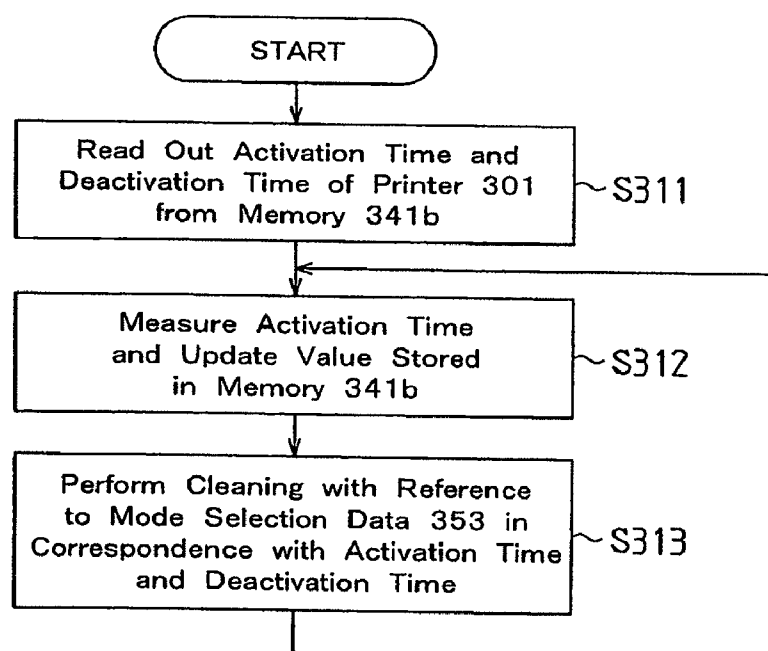 START
Read Out Activation Time and
Deactivation Time of Printer 301
from Memory 341b
S311
Measure Activation Time
and Update Value Stored
in Memory 341b
S312
Perform Cleaning with Reference
to Mode Selection Data 353 in
Correspondence with Activation Time
and Deactivation Time
S313